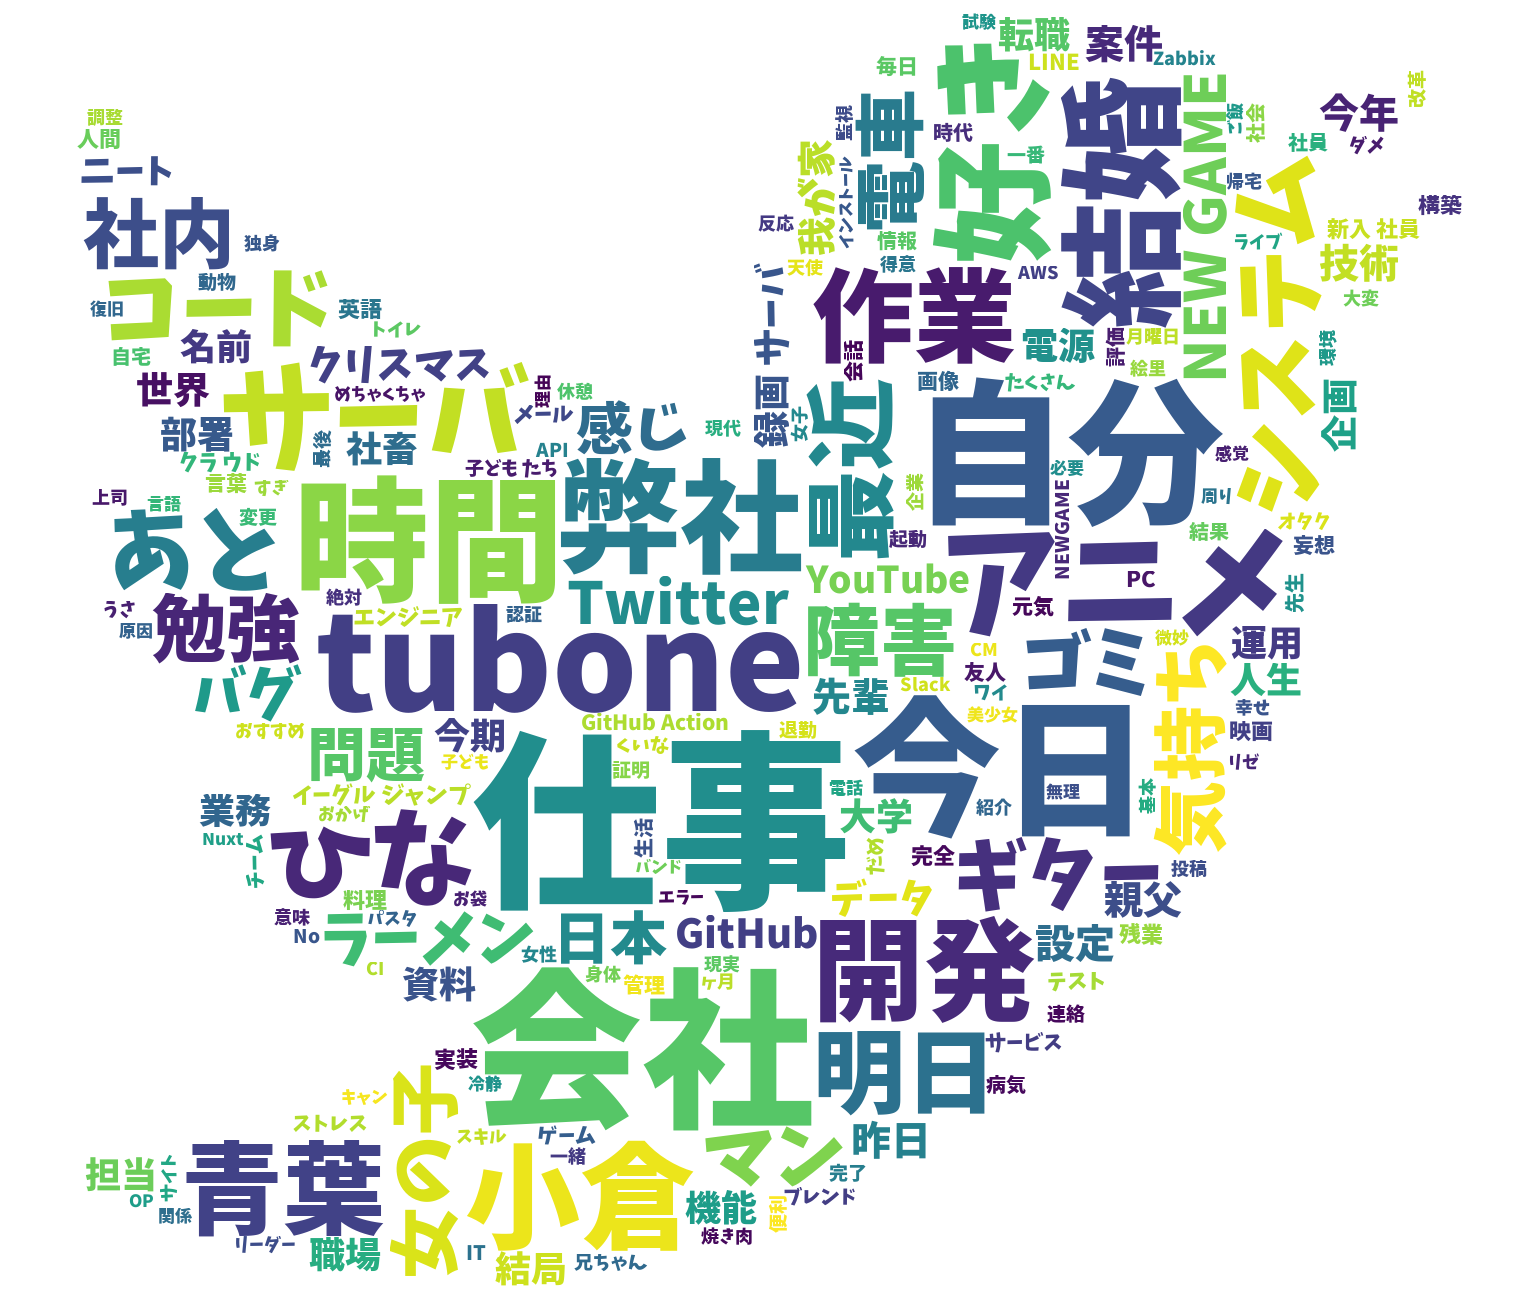 試験
転職
案件
LINE
Zabbix
毎日
好き
改革
結婚
NEW GAME
電車
監視
時代
今年
ご飯
社会
調整
人間
社員
ダメ
我が家
一番
ニート
インストール
帰宅
システム
構築
社内
独身
反応
情報
ライブ
新入 社員
技術
天使
得意
AWS
動物
コード
作業
サーバ
大変
復旧
英語
トイレ
電源
評価
月曜日
環境
自宅
名前
クリスマス
会話
絵里
世界
サーバ
めちゃくちゃ
理由
休憩
録画
画像
たくさん
最近
自分
企画
部署
最後
社畜
メール
感じ
現代
女子
API
感覚
クラウド
子ども たち
必要
言葉
すぎ
時間
弊社
企業
NEWGAME
周り
上司
言語
あと
変更
オタク
起動
アニメ
結果
妄想
うさ
勉強
絶対
Twitter
YouTube
PC
先生
原因
エンジニア
認証
元気
tubone
障害
CM
ゴミ
微妙
運用
バグ
先輩
Slack
友人
ワイ
気持ち
人生
おすすめ
問題
今期
GitHub Action
退勤
今日
美少女
幸せ
映画
子ども
くいな
仕事
証明
リゼ
イーグル ジャンプ
電話
無理
基本
業務
おかげ
大学
紹介
Nuxt
チーム
ひな
生活
バンド
だめ
完全
ギター
投稿
料理
お袋
エラー
データ
親父
意味
パスタ
No
ラーメン
日本
GitHub
開発
設定
残業
女性
CI
資料
身体
管理
現実
ヶ月
テスト
会社
連絡
実装
明日
サービス
冷静
病気
キャン
女の子
ストレス
スキル
ゲーム
一緒
マン
昨日
担当
サイト
青葉
小倉
完了
OP
関係
機能
便利
ブレンド
リーダー
職場
IT
結局
兄ちゃん
焼き肉